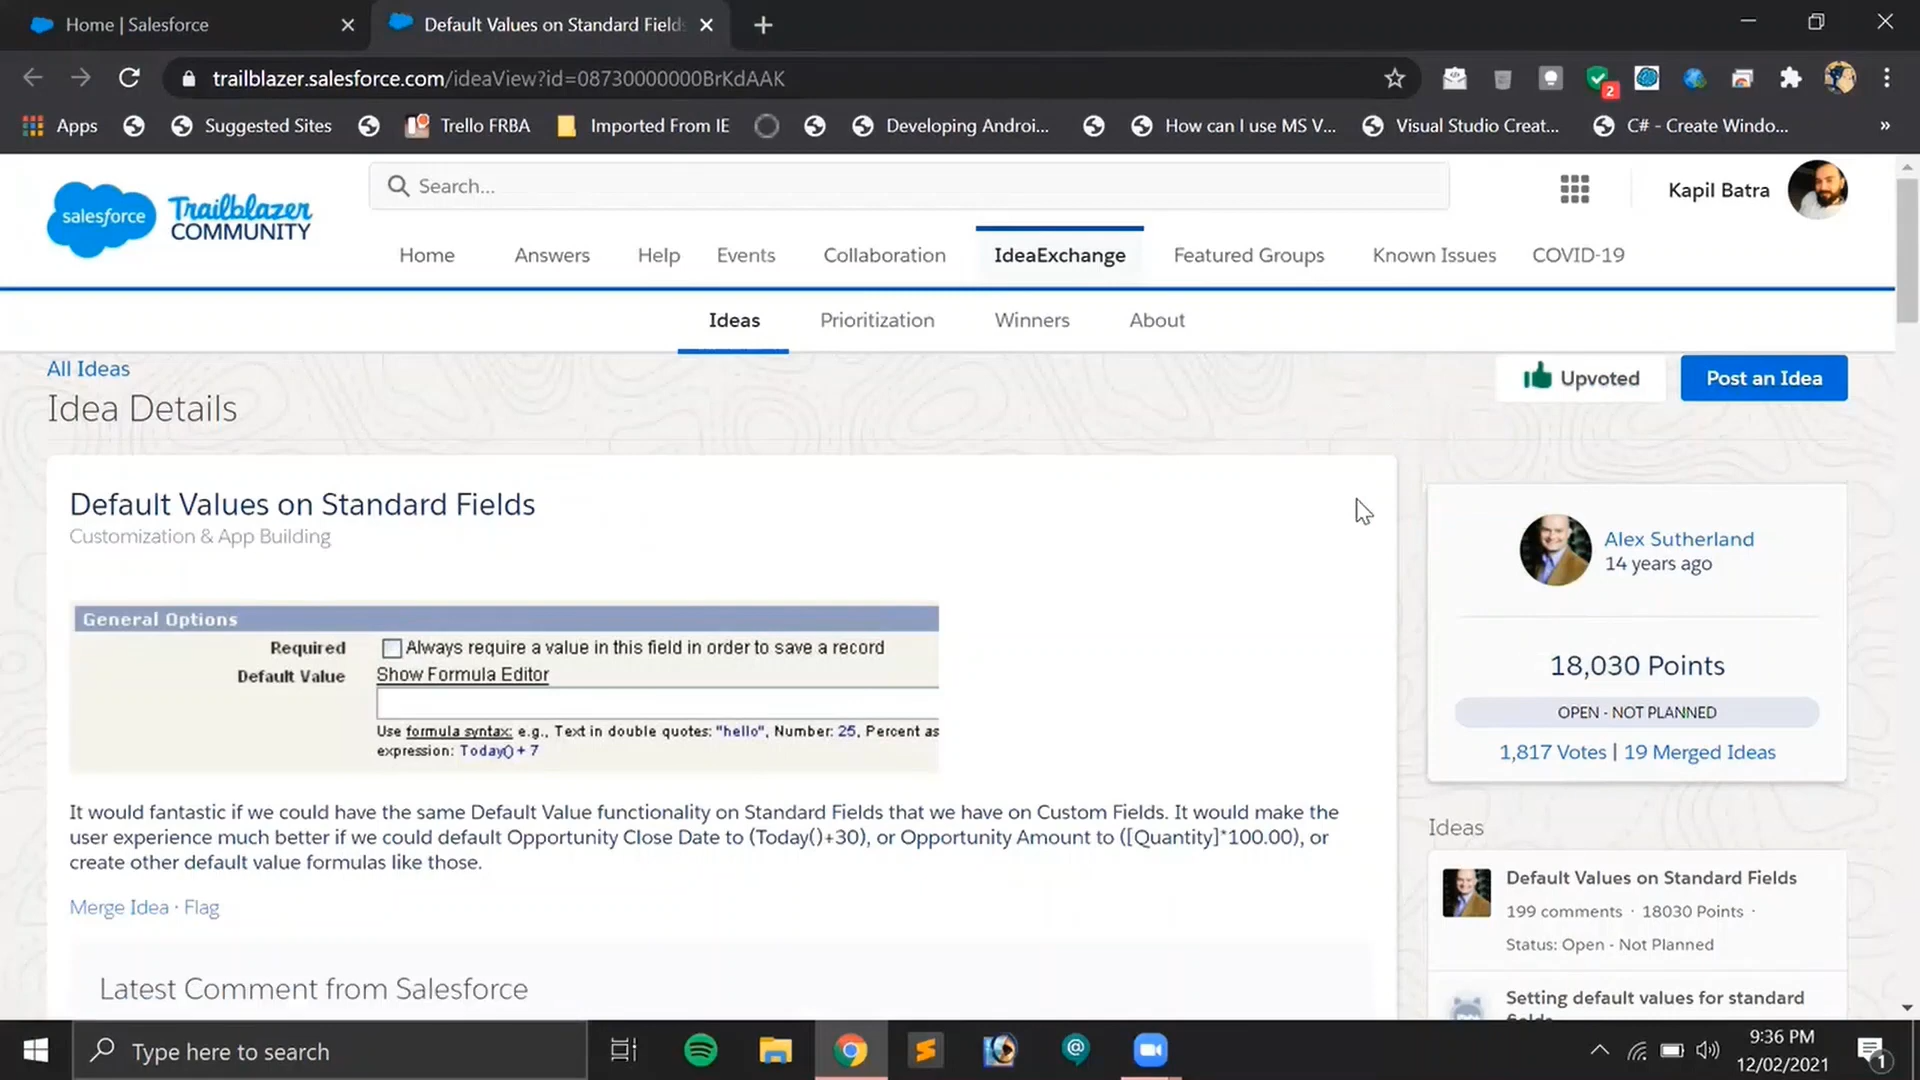 Home | Salesforce
Default Values on Standard Field
trailblazer.salesforce.com/ideaView?id=08730000000BrKdAAK
2
Apps
Suggested Sites
Trello FRBA
Imported From IE
Developing Androi...
How can I use MS V...
Visual Studio Creat...
C# - Create Windo...
»
salesforce
Trailblazer
COMMUNITY
Search...
Kapil Batra
Home
Answers
Help
Events
Collaboration
IdeaExchange
Featured Groups
Known Issues
COVID-19
Ideas
Prioritization
Winners
About
All Ideas
Idea Details
Upvoted
Post an Idea
Default Values on Standard Fields
Customization & App Building
General Options
Required
Always require a value in this field in order to save a record
Default Value
Show Formula Editor
Use formula syntax: e.g., Text in double quotes: "hello", Number: 25, Percent as
expression: Today() + 7
It would fantastic if we could have the same Default Value functionality on Standard Fields that we have on Custom Fields. It would make the
user experience much better if we could default Opportunity Close Date to (Today()+30), or Opportunity Amount to ([Quantity]*100.00), or
create other default value formulas like those.
Merge Idea · Flag
Latest Comment from Salesforce
Alex Sutherland
14 years ago
18,030 Points
OPEN - NOT PLANNED
1,817 Votes | 19 Merged Ideas
Ideas
Default Values on Standard Fields
199 comments · 18030 Points ·
Status: Open - Not Planned
Setting default values for standard
fields
Type here to search
9:36 PM
12/02/2021
1